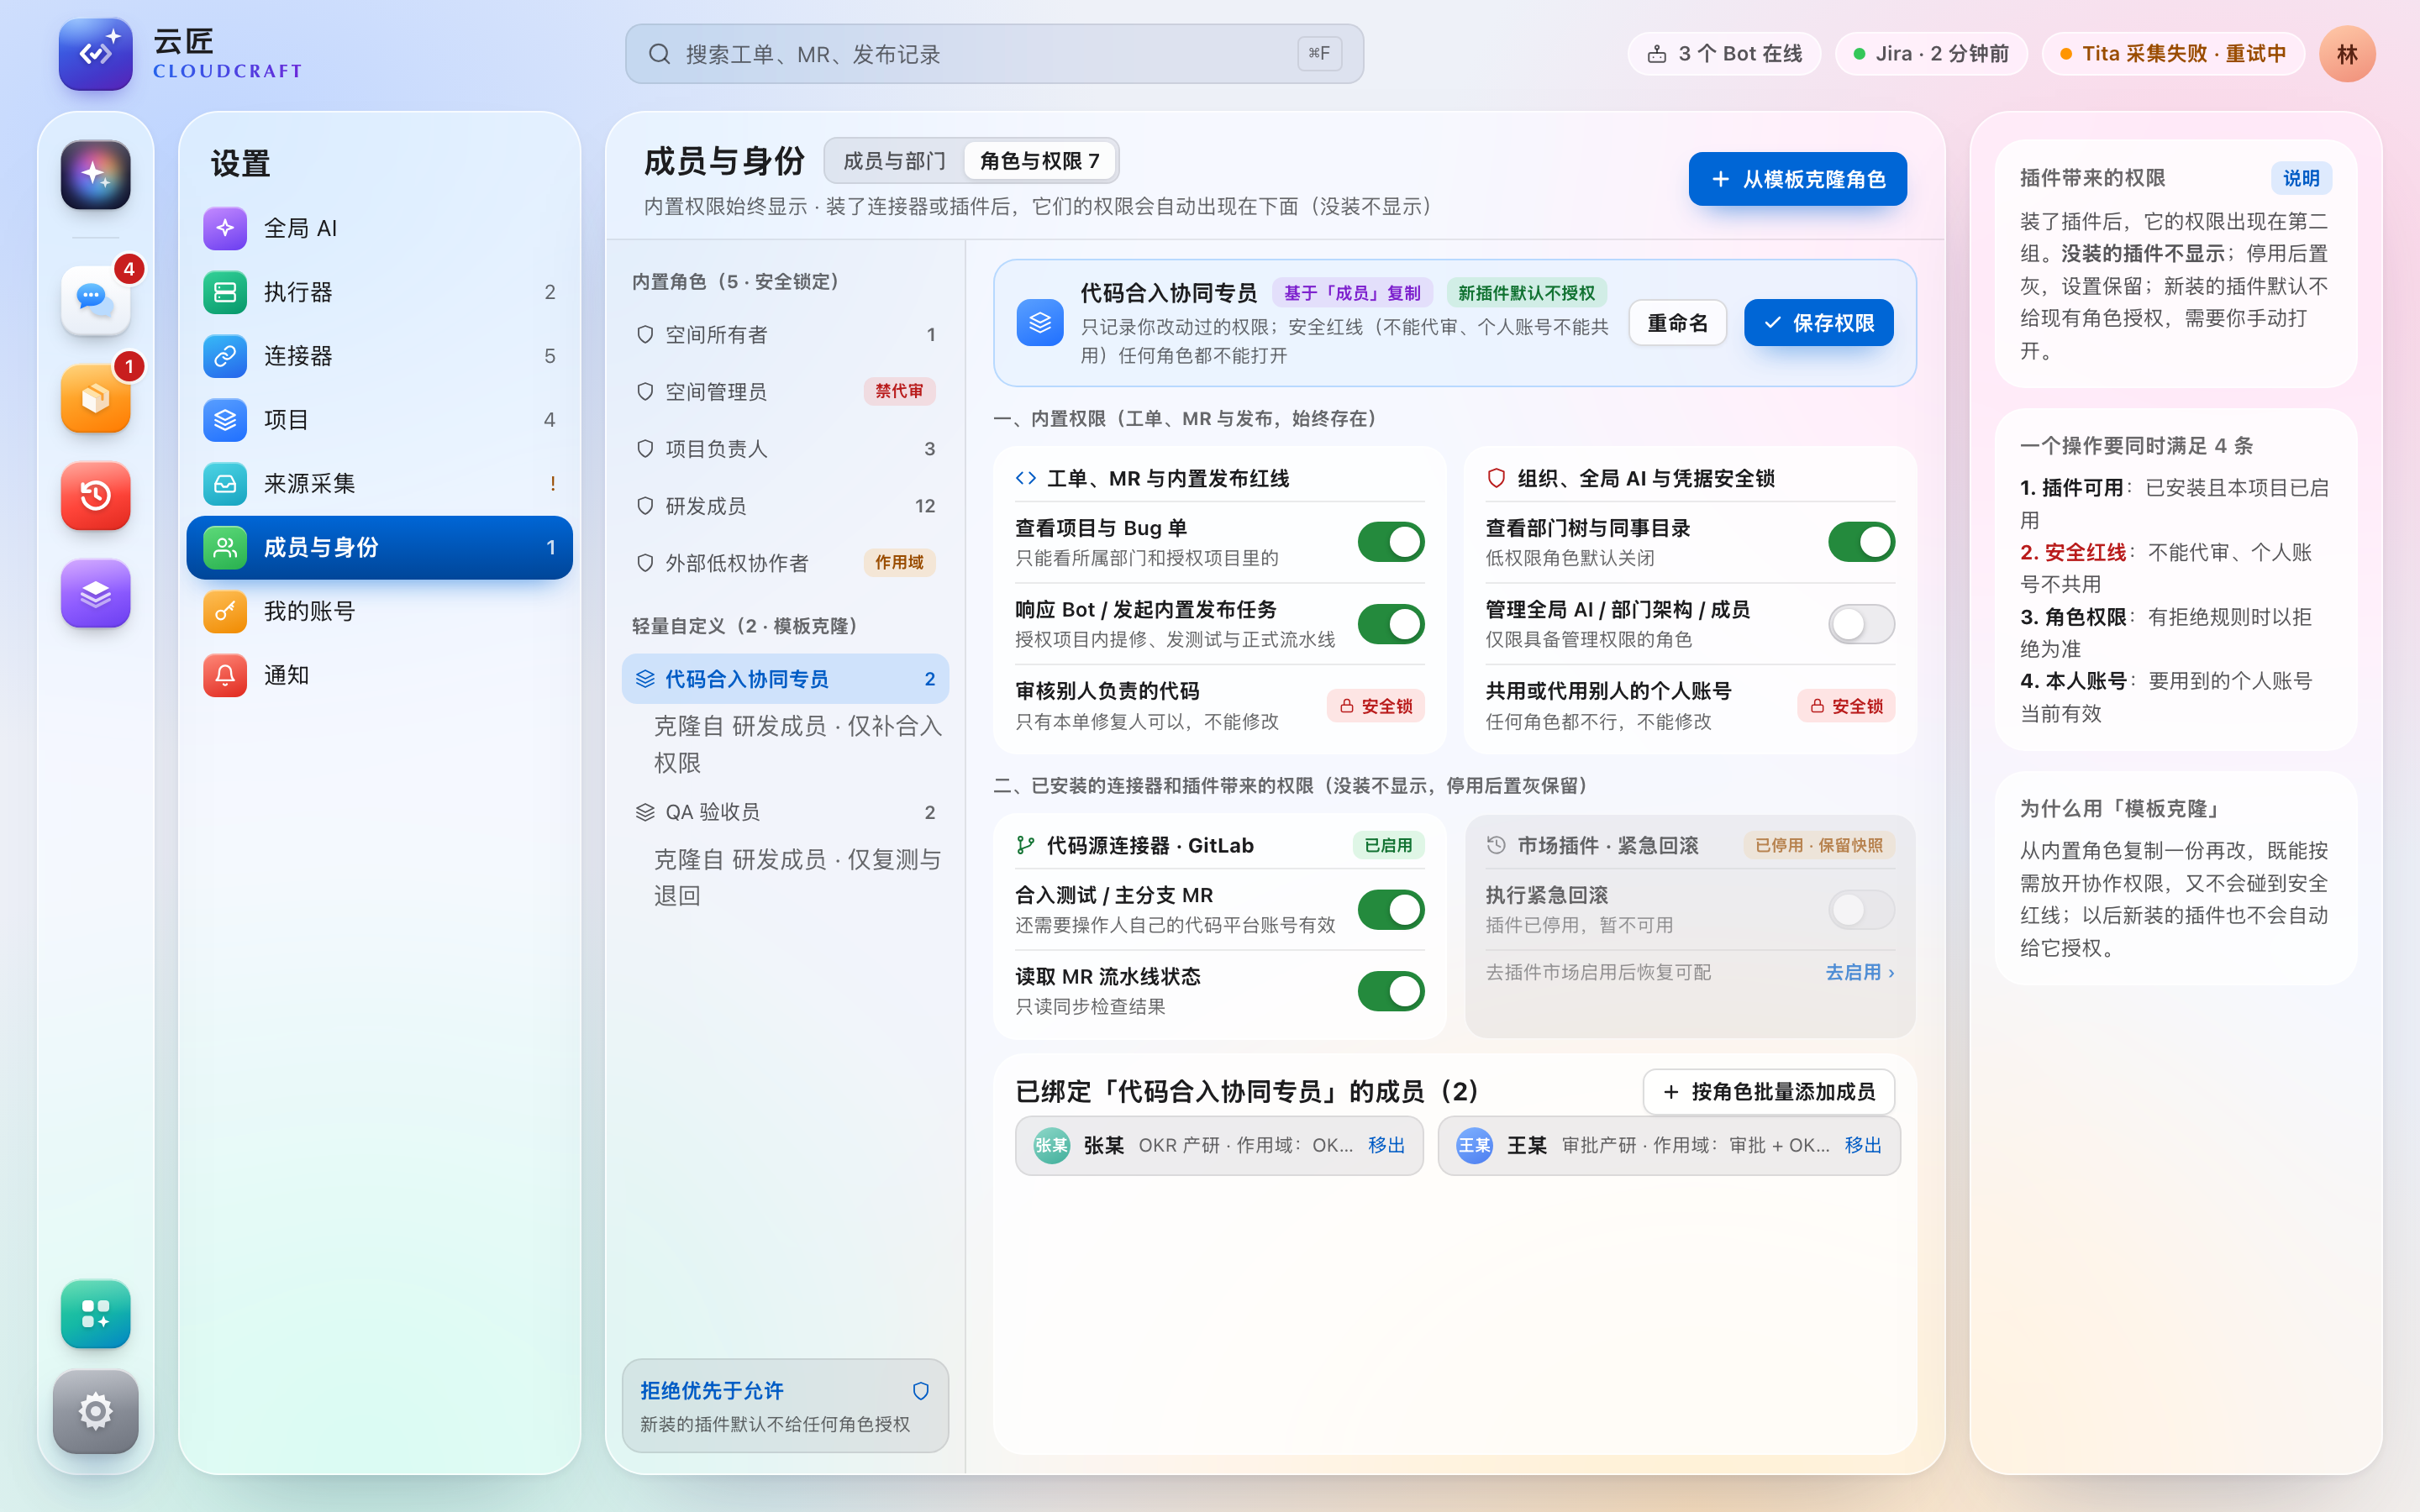 云匠
CLOUDCRAFT
搜索工单、MR、发布记录
⌘F
3 个 Bot 在线
Jira · 2 分钟前
Tita 采集失败 · 重试中
林
4
1
设置
全局 AI
执行器 2
连接器 5
项目 4
来源采集 !
成员与身份 1
我的账号
通知
成员与身份
成员与部门
角色与权限 7
内置权限始终显示 · 装了连接器或插件后，它们的权限会自动出现在下面（没装不显示）
从模板克隆角色
内置角色（5 · 安全锁定）
空间所有者 1
空间管理员 禁代审
项目负责人 3
研发成员 12
外部低权协作者 作用域
轻量自定义（2 · 模板克隆）
代码合入协同专员 2
克隆自 研发成员 · 仅补合入
权限
QA 验收员 2
克隆自 研发成员 · 仅复测与
退回
拒绝优先于允许
新装的插件默认不给任何角色授权
代码合入协同专员 基于「成员」复制 新插件默认不授权
只记录你改动过的权限；安全红线（不能代审、个人账号不能共
用）任何角色都不能打开
重命名
保存权限
一、内置权限（工单、MR 与发布，始终存在）
工单、MR 与内置发布红线
查看项目与 Bug 单
只能看所属部门和授权项目里的
响应 Bot / 发起内置发布任务
授权项目内提修、发测试与正式流水线
审核别人负责的代码
只有本单修复人可以，不能修改
安全锁
组织、全局 AI 与凭据安全锁
查看部门树与同事目录
低权限角色默认关闭
管理全局 AI / 部门架构 / 成员
仅限具备管理权限的角色
共用或代用别人的个人账号
任何角色都不行，不能修改
安全锁
二、已安装的连接器和插件带来的权限（没装不显示，停用后置灰保留）
代码源连接器 · GitLab 已启用
合入测试 / 主分支 MR
还需要操作人自己的代码平台账号有效
读取 MR 流水线状态
只读同步检查结果
市场插件 · 紧急回滚 已停用 · 保留快照
执行紧急回滚
插件已停用，暂不可用
去插件市场启用后恢复可配 去启用 ›
已绑定「代码合入协同专员」的成员（2）
按角色批量添加成员
张某 张某 OKR 产研 · 作用域：OK... 移出
王某 王某 审批产研 · 作用域：审批 + OK... 移出
插件带来的权限 说明
装了插件后，它的权限出现在第二
组。没装的插件不显示；停用后置
灰，设置保留；新装的插件默认不
给现有角色授权，需要你手动打
开。
一个操作要同时满足 4 条
1. 插件可用：已安装且本项目已启
用
2. 安全红线：不能代审、个人账
号不共用
3. 角色权限：有拒绝规则时以拒
绝为准
4. 本人账号：要用到的个人账号
当前有效
为什么用「模板克隆」
从内置角色复制一份再改，既能按
需放开协作权限，又不会碰到安全
红线；以后新装的插件也不会自动
给它授权。